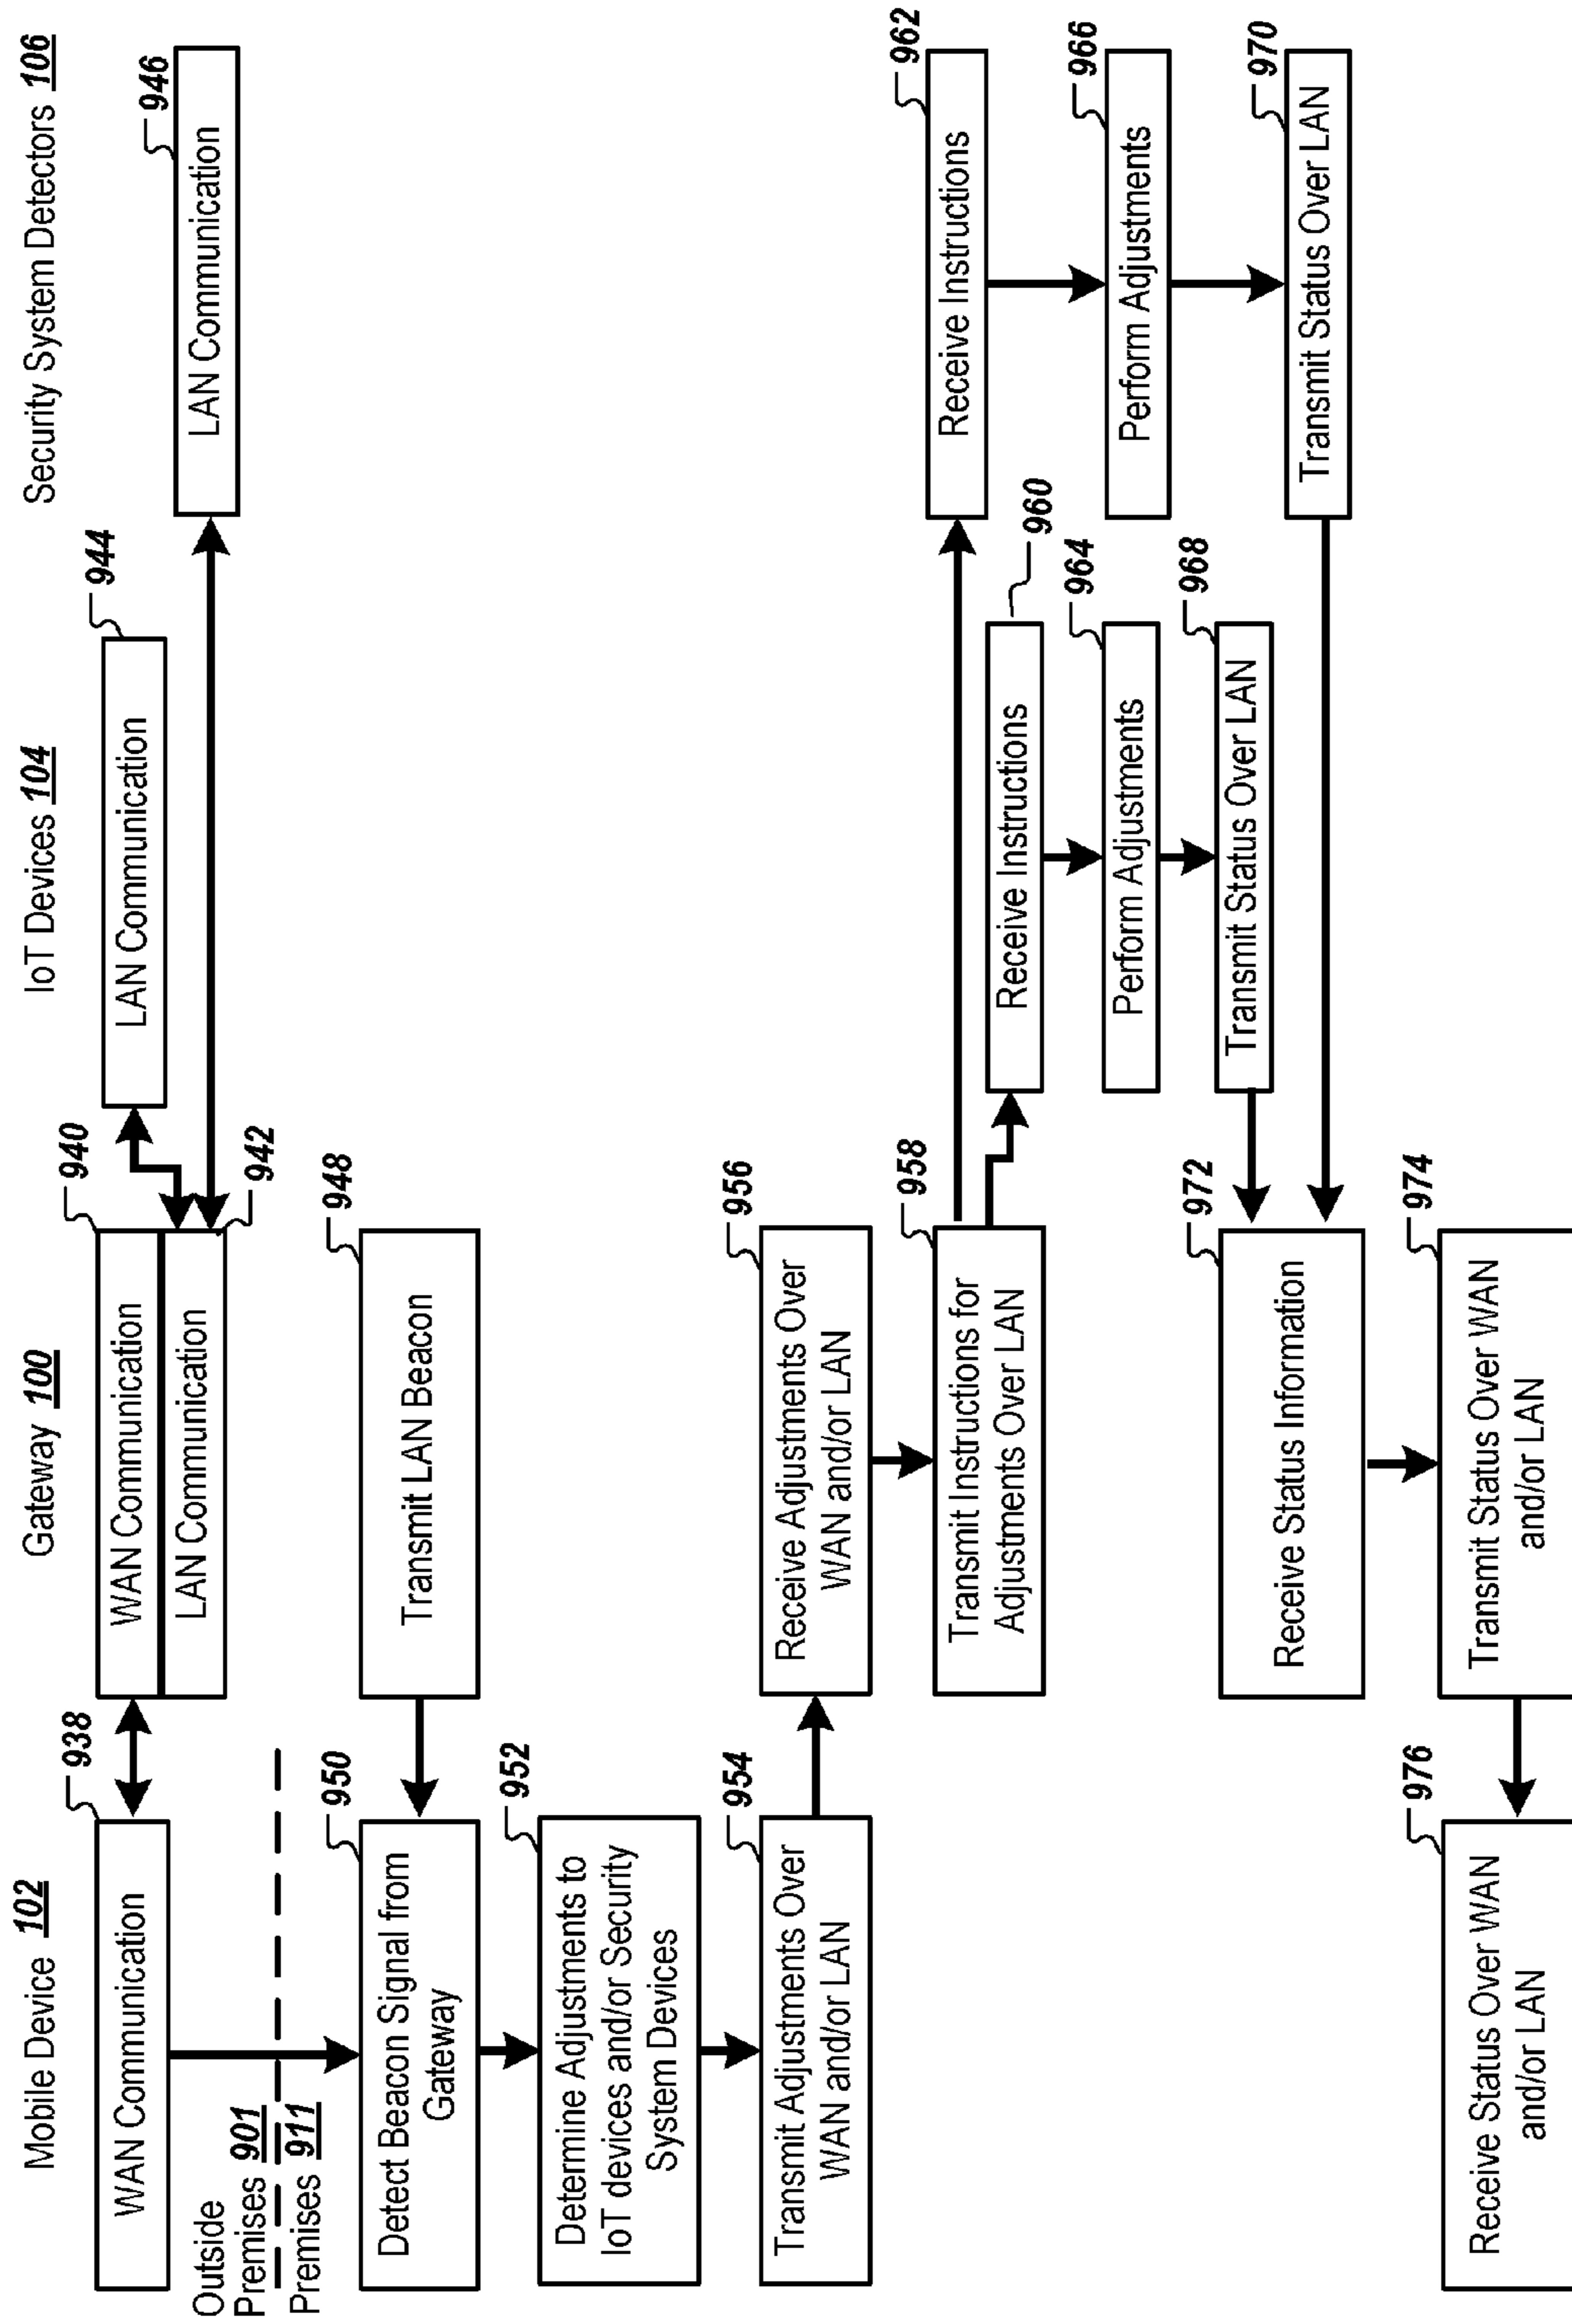 Mobile Device 102
Gateway 100
IoT Devices 104
Security System Detectors 106
938
WAN Communication
940
WAN Communication
LAN Communication
942
944
LAN Communication
946
LAN Communication
Outside
Premises 901
Premises 911
948
Transmit LAN Beacon
950
Detect Beacon Signal from
Gateway
952
Determine Adjustments to
IoT devices and/or Security
System Devices
954
Transmit Adjustments Over
WAN and/or LAN
956
Receive Adjustments Over
WAN and/or LAN
958
Transmit Instructions for
Adjustments Over LAN
962
Receive Instructions
960
Receive Instructions
964
Perform Adjustments
966
Perform Adjustments
968
Transmit Status Over LAN
970
Transmit Status Over LAN
972
Receive Status Information
974
Transmit Status Over WAN
and/or LAN
976
Receive Status Over WAN
and/or LAN